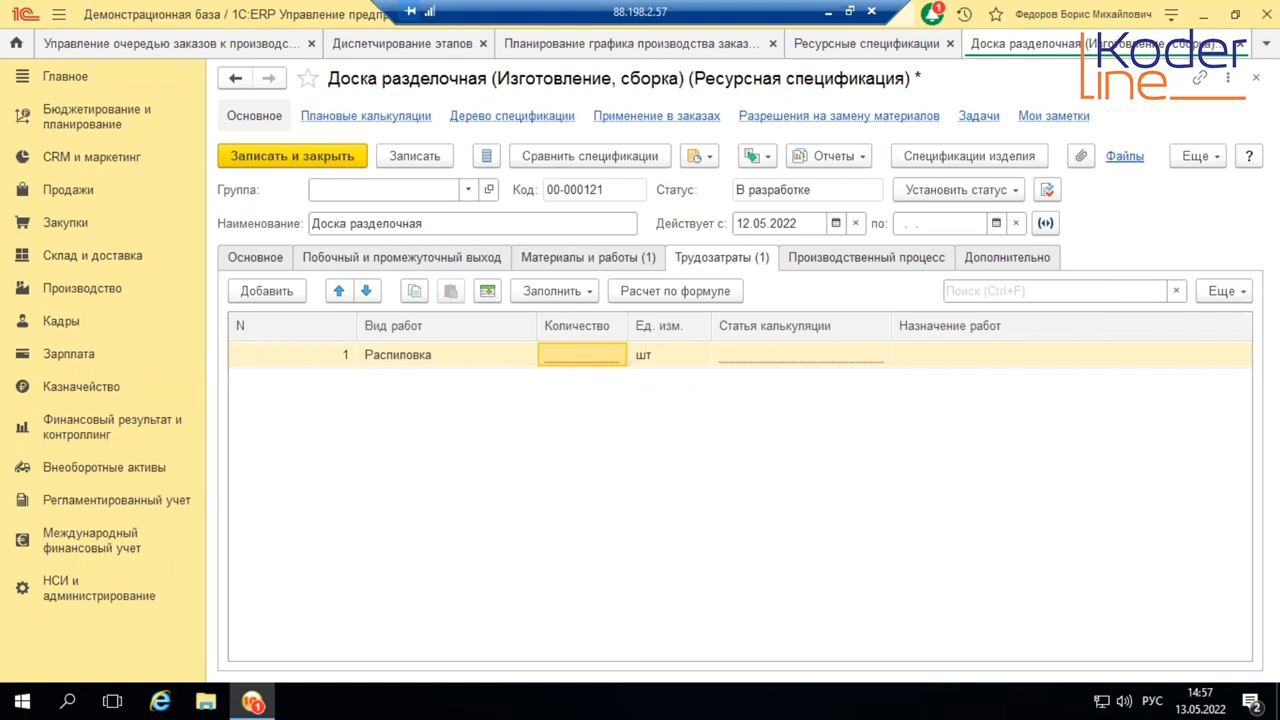 Демонстрационная база / 1С:ERP Управление предпр
88.198.2.57
1
Федоров Борис Михайлович
Управление очередью заказов к производс...
Диспетчирование этапов
Планирование графика производства заказ...
Ресурсные спецификации
Доска разделочная (Изготовление, сборка)...
Koder
line
Главное
Бюджетирование и
планирование
CRM и маркетинг
Продажи
Закупки
Склад и доставка
Производство
Кадры
Зарплата
Казначейство
Финансовый результат и
контроллинг
Внеоборотные активы
Регламентированный учет
Международный
финансовый учет
НСИ и
администрирование
Доска разделочная (Изготовление, сборка) (Ресурсная спецификация) *
Основное
Плановые калькуляции
Дерево спецификации
Применение в заказах
Разрешения на замену материалов
Задачи
Мои заметки
Записать и закрыть
Записать
Сравнить спецификации
Отчеты
Спецификации изделия
Файлы
Еще
?
Группа:
Код:
00-000121
Статус:
В разработке
Установить статус
Наименование:
Доска разделочная
Действует с:
12.05.2022
по:
. .
Основное
Побочный и промежуточный выход
Материалы и работы (1)
Трудозатраты (1)
Производственный процесс
Дополнительно
Добавить
Заполнить
Расчет по формуле
Поиск (Ctrl+F)
Еще
N
Вид работ
Количество
Ед. изм.
Статья калькуляции
Назначение работ
1
Распиловка
шт
1
РУС
14:57
13.05.2022
2